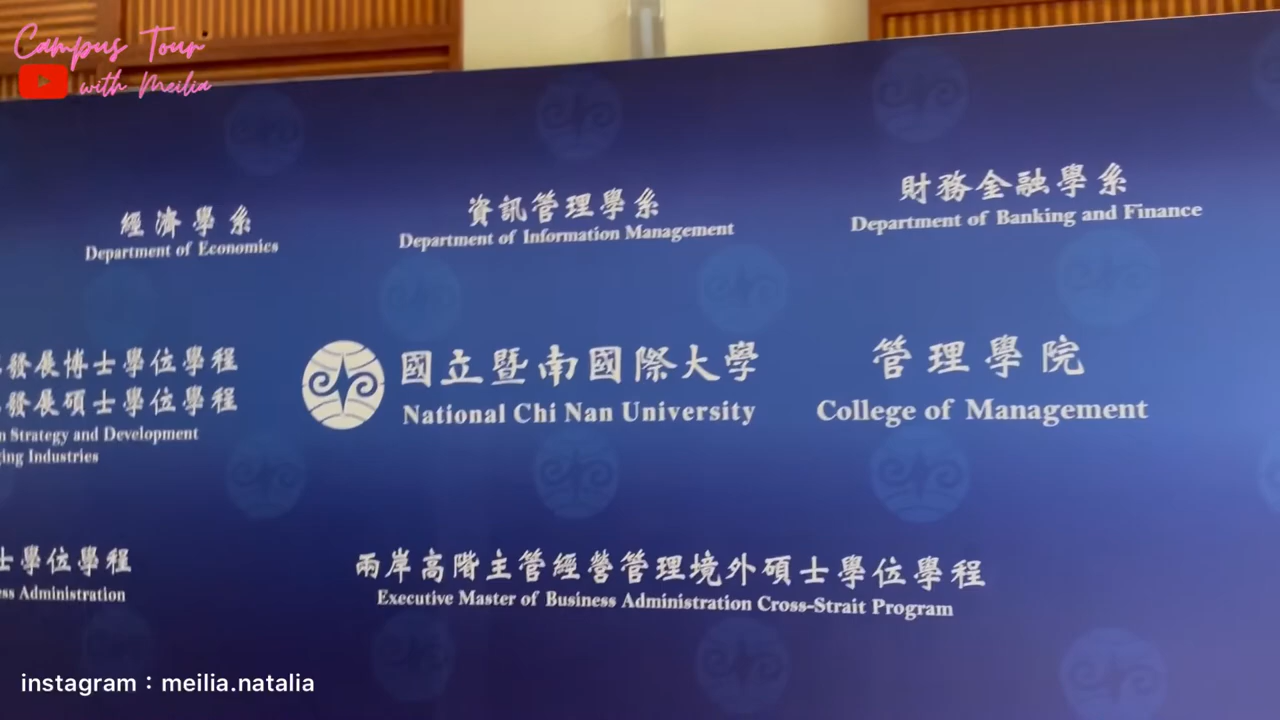 Campus Tour
with Meilia
經濟學系
Department of Economics
資訊管理學系
Department of Information Management
財務金融學系
Department of Banking and Finance
發展博士學位學程
發展碩士學位學程
Strategy and Development
Industries
國立暨南國際大學
National Chi Nan University
管理學院
College of Management
士學位學程
Administration
兩岸高階主管經營管理境外碩士學位學程
Executive Master of Business Administration Cross-Strait Program
instagram : meilia.natalia